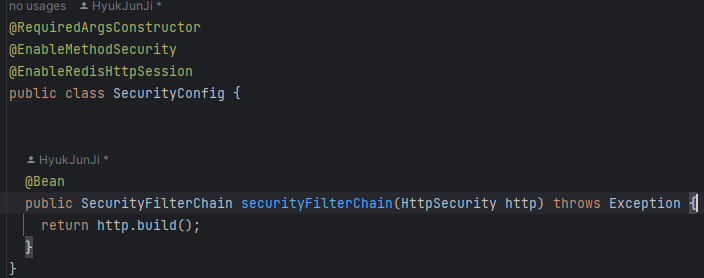 no usages HyukJunJi *
@RequiredArgsConstructor
@EnableMethodSecurity
@EnableRedisHttpSession
public class SecurityConfig {
HyukJunJi *
@Bean
public SecurityFilterChain securityFilterChain(HttpSecurity http) throws Exception {
return http.build();
}
}